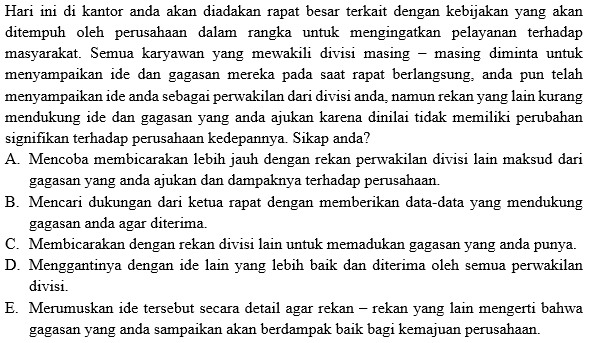 Hari ini di kantor anda akan diadakan rapat besar terkait dengan kebijakan yang akan
ditempuh oleh perusahaan dalam rangka untuk mengingatkan pelayanan terhadap
masyarakat. Semua karyawan yang mewakili divisi masing – masing diminta untuk
menyampaikan ide dan gagasan mereka pada saat rapat berlangsung, anda pun telah
menyampaikan ide anda sebagai perwakilan dari divisi anda, namun rekan yang lain kurang
mendukung ide dan gagasan yang anda ajukan karena dinilai tidak memiliki perubahan
signifikan terhadap perusahaan kedepannya. Sikap anda?
A. Mencoba membicarakan lebih jauh dengan rekan perwakilan divisi lain maksud dari
gagasan yang anda ajukan dan dampaknya terhadap perusahaan.
B. Mencari dukungan dari ketua rapat dengan memberikan data-data yang mendukung
gagasan anda agar diterima.
C. Membicarakan dengan rekan divisi lain untuk memadukan gagasan yang anda punya.
D. Menggantinya dengan ide lain yang lebih baik dan diterima oleh semua perwakilan
divisi.
E. Merumuskan ide tersebut secara detail agar rekan – rekan yang lain mengerti bahwa
gagasan yang anda sampaikan akan berdampak baik bagi kemajuan perusahaan.